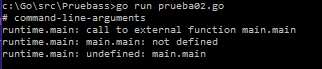 c:\Go\src\Pruebass>go run prueba02.go
# command-line-arguments
runtime.main: call to external function main.main
runtime.main: main.main: not defined
runtime.main: undefined: main.main